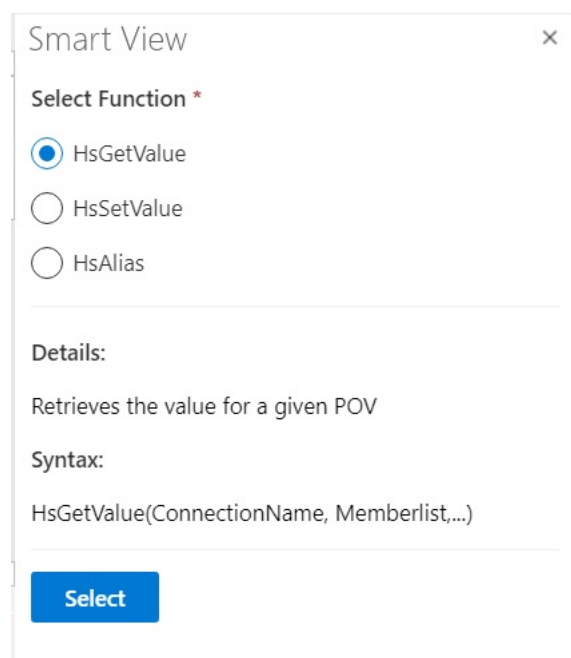 Smart View
Select Function *
HsGetValue
HsSetValue
HsAlias
Details:
Retrieves the value for a given POV
Syntax:
HsGetValue(ConnectionName, Memberlist,...)
Select